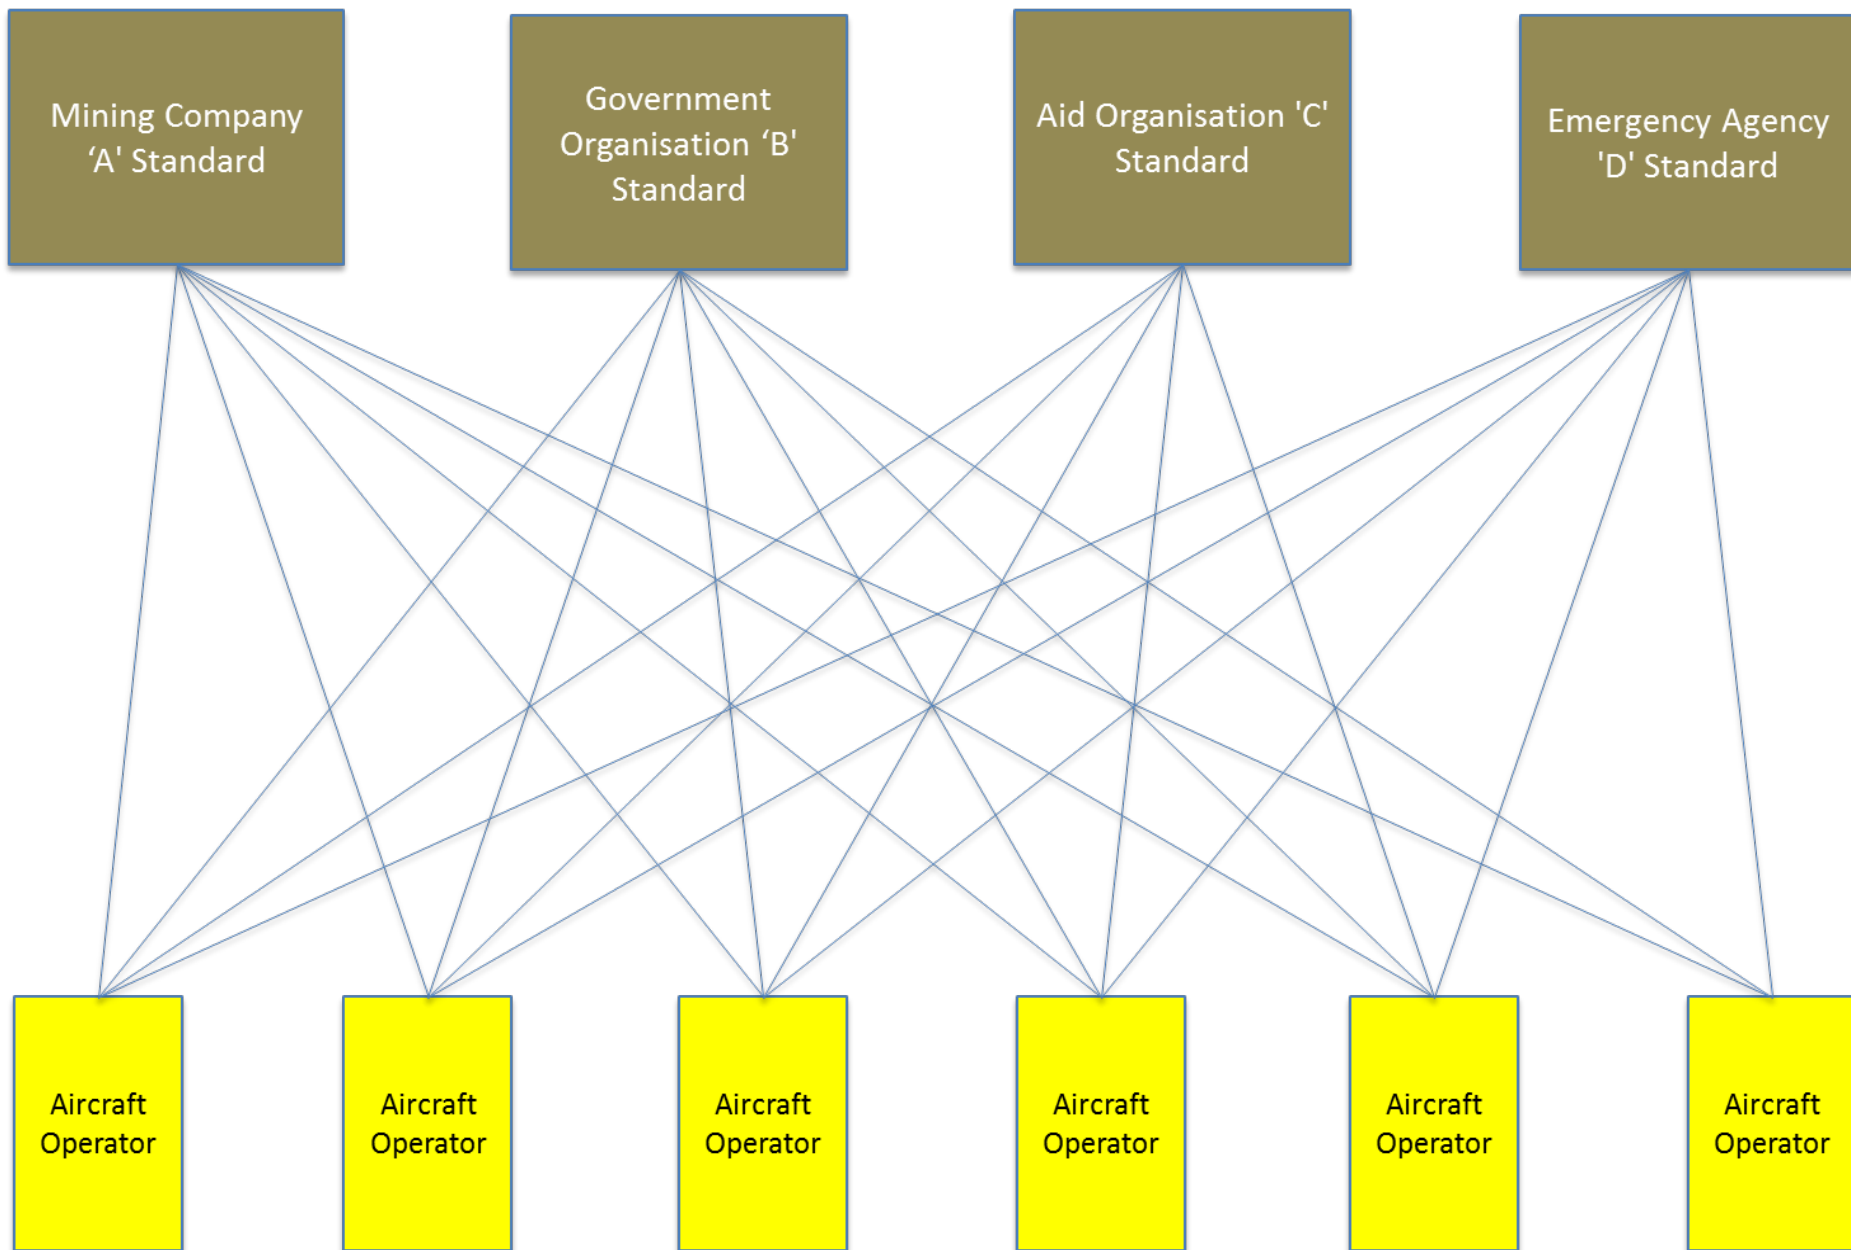 Mining Company
‘A' Standard
Government
Organisation ‘B'
Standard
Aid Organisation 'C'
Standard
Emergency Agency
'D' Standard
Aircraft
Operator
Aircraft
Operator
Aircraft
Operator
Aircraft
Operator
Aircraft
Operator
Aircraft
Operator